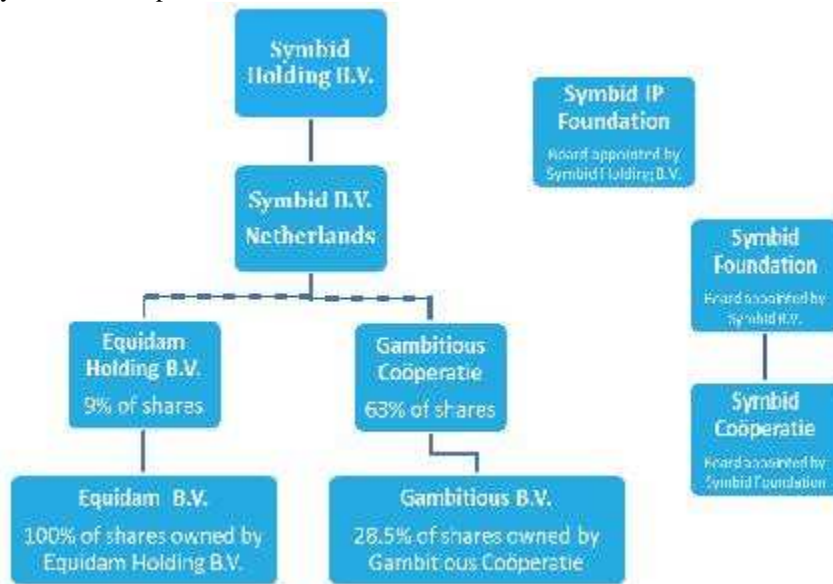 Symbid
Holding B.V.
Symbid IP
Foundation
Board appointed by
Symbid Holding B.V.
Symbid B.V.
Netherlands
Symbid
Foundation
Board appointed by
Symbid B.V.
Equidam
Holding B.V.
9% of shares
Gambitious
Coöperatie
63% of shares
Symbid
Coöperatie
Board appointed by
Symbid Foundation
Equidam B.V.
100% of shares owned by
Equidam Holding B.V.
Gambitious B.V.
28.5% of shares owned by
Gambitious Coöperatie